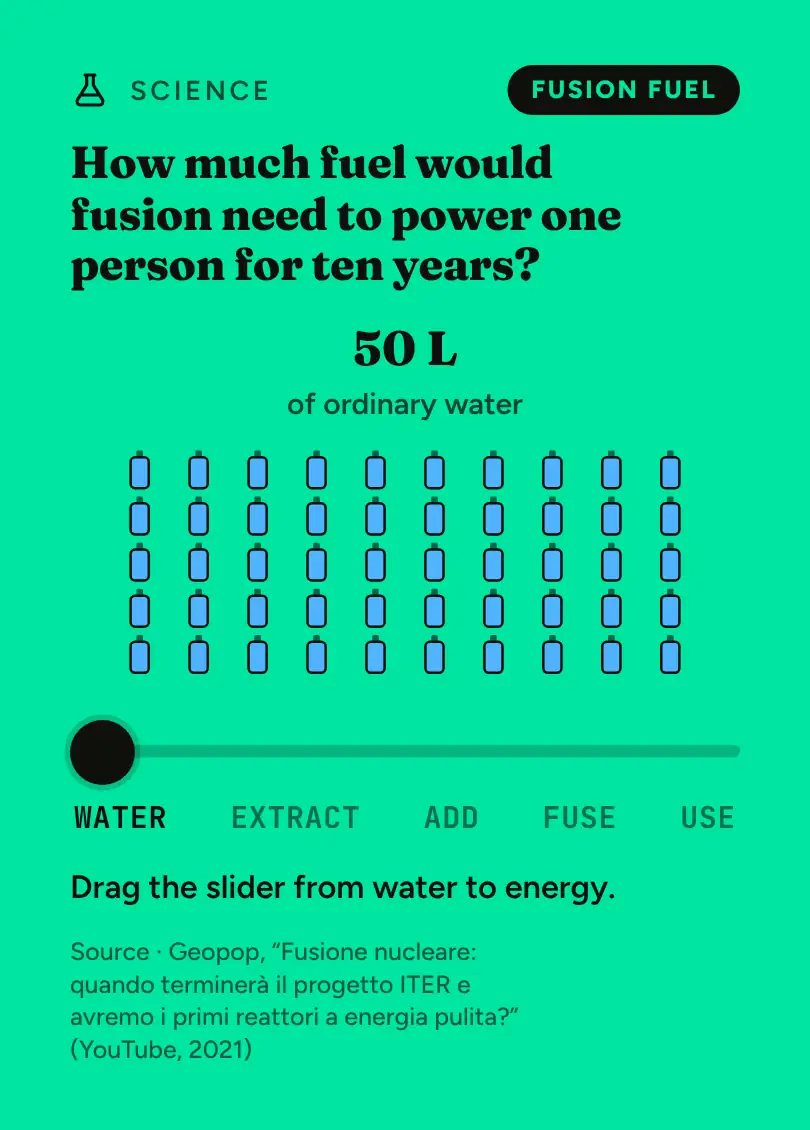 SCIENCE
FUSION FUEL
How much fuel would
fusion need to power one
person for ten years?
50 L
of ordinary water
WATER EXTRACT ADD FUSE USE
Drag the slider from water to energy.
Source · Geopop, “Fusione nucleare:
quando terminerà il progetto ITER e
avremo i primi reattori a energia pulita?”
(YouTube, 2021)